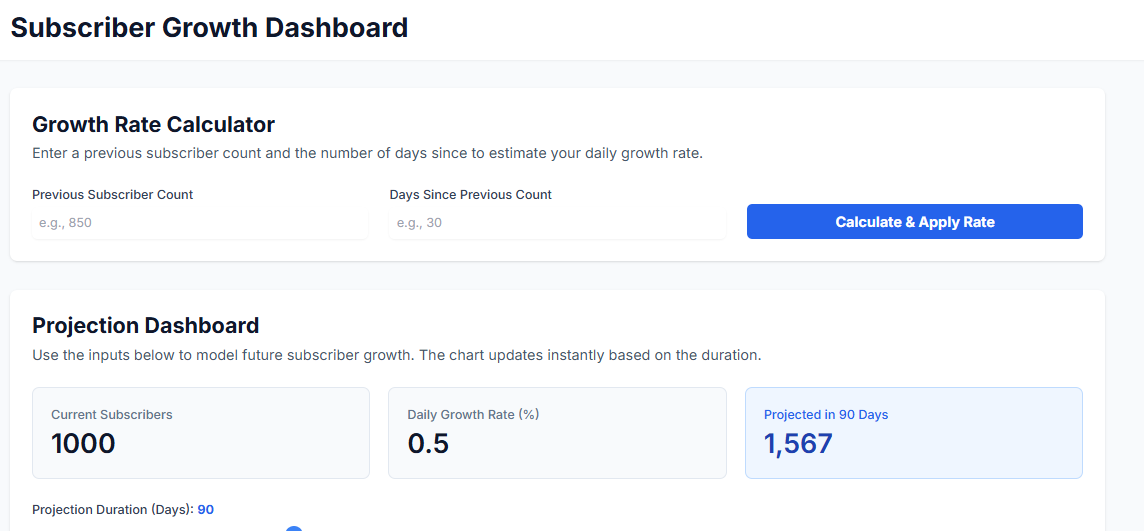 Subscriber Growth Dashboard
Growth Rate Calculator
Enter a previous subscriber count and the number of days since to estimate your daily growth rate.
Previous Subscriber Count
e.g., 850
Days Since Previous Count
e.g., 30
Calculate & Apply Rate
Projection Dashboard
Use the inputs below to model future subscriber growth. The chart updates instantly based on the duration.
Current Subscribers
1000
Daily Growth Rate (%)
0.5
Projected in 90 Days
1,567
Projection Duration (Days): 90